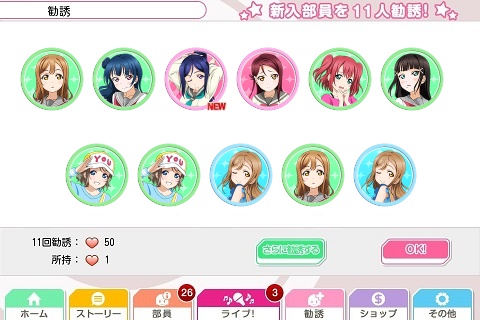 勧誘
新入部員を11人勧誘!
NEW
YOU
YOU
11回勧誘： 50
所持： 1
さらに勧誘する
OK!
26
3
ホーム
ストーリー
部員
ライブ!
勧誘
ショップ
その他